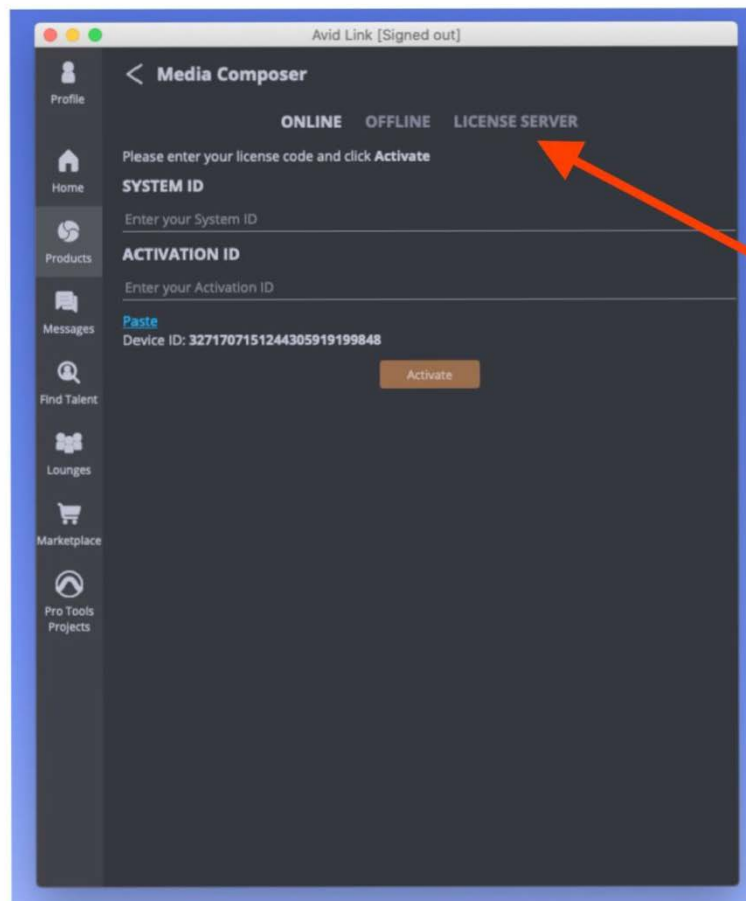 Avid Link [Signed out]
Profile
Media Composer
ONLINE OFFLINE LICENSE SERVER
Please enter your license code and click Activate
Home
SYSTEM ID
Enter your System ID
Products
ACTIVATION ID
Enter your Activation ID
Messages
Paste
Device ID: 3271707151244305919199848
Activate
Find Talent
Lounges
Marketplace
Pro Tools
Projects